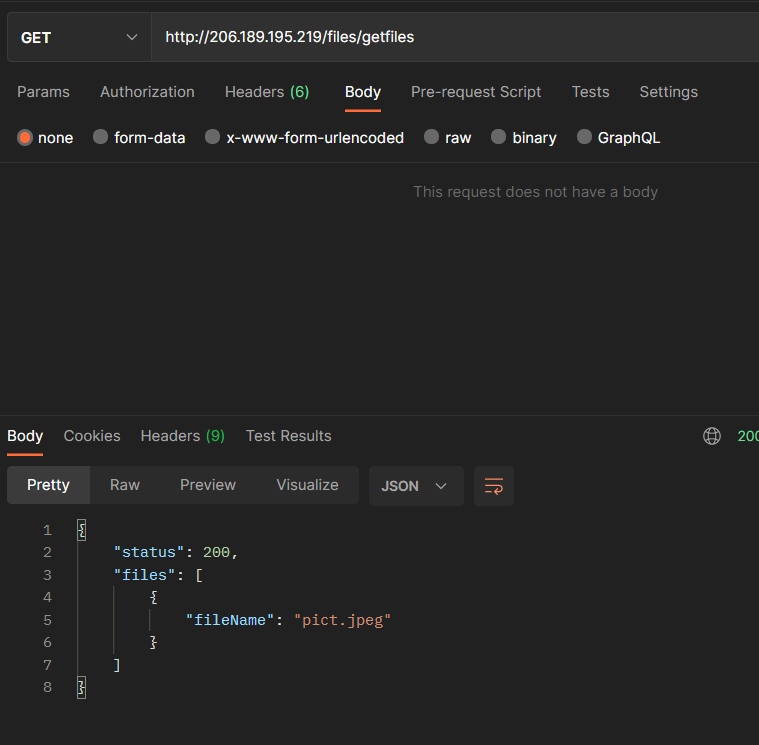 GET http://206.189.195.219/files/getfiles
Params Authorization Headers (6) Body Pre-request Script Tests Settings
none form-data x-www-form-urlencoded raw binary GraphQL
This request does not have a body
Body Cookies Headers (9) Test Results 200
Pretty Raw Preview Visualize JSON
1 {
2 "status": 200,
3 "files": [
4 {
5 "fileName": "pict.jpeg"
6 }
7 ]
8 }